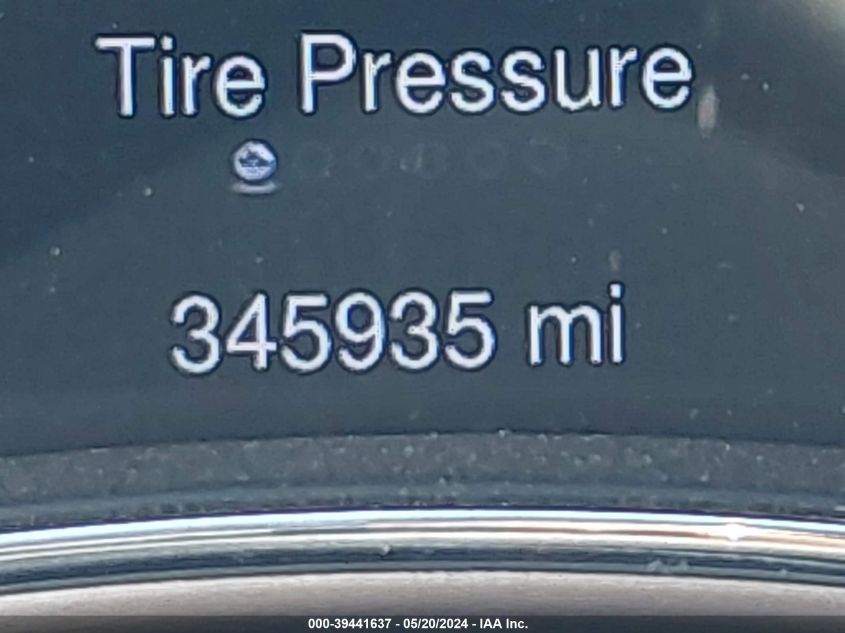 Tire Pressure
345935 mi
000-39441637 - 05/20/2024 - IAA Inc.